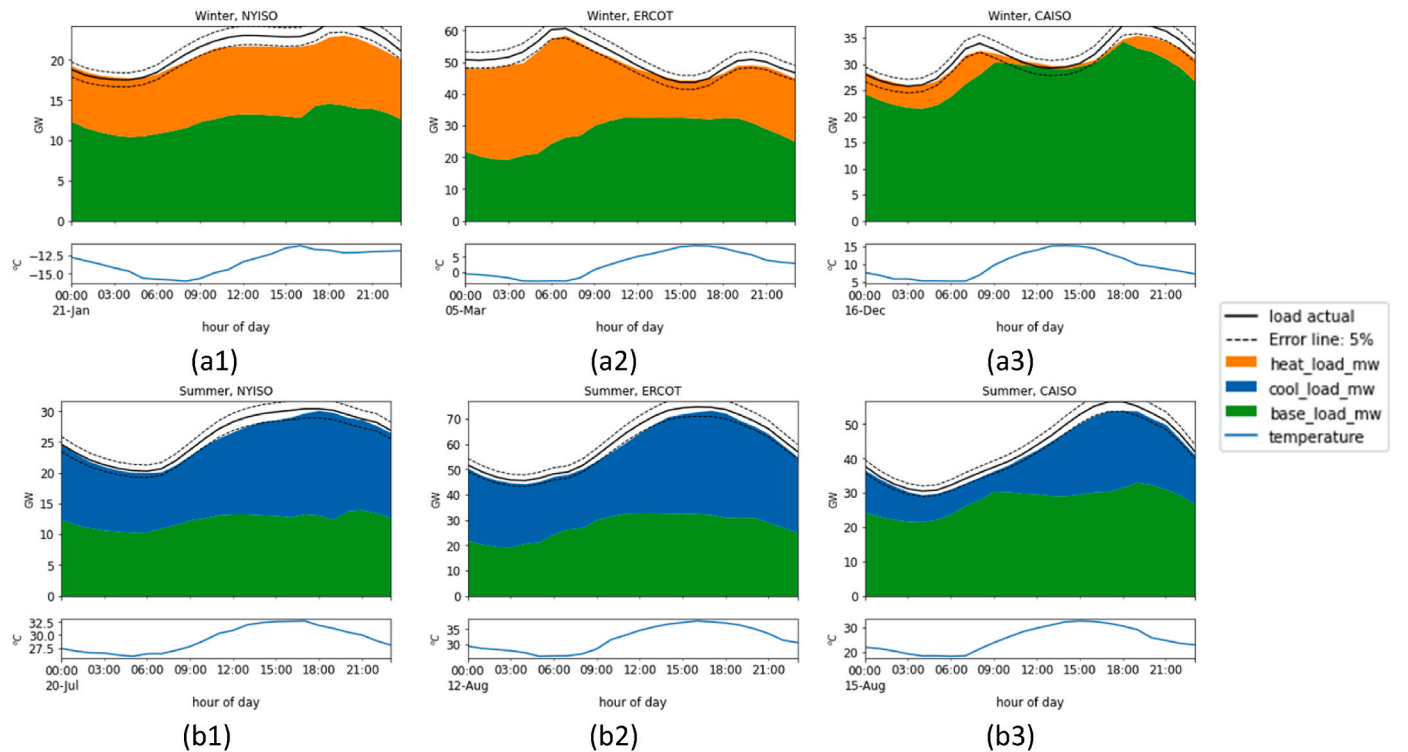 Winter, NYISO
20
15
10
5
0
GW
−12.5
−15.0
°C
00:00 03:00 06:00 09:00 12:00 15:00 18:00 21:00
21-Jan
hour of day
(a1)
Winter, ERCOT
60
50
40
30
20
10
0
GW
5
0
°C
00:00 03:00 06:00 09:00 12:00 15:00 18:00 21:00
05-Mar
hour of day
(a2)
Winter, CAISO
35
30
25
20
15
10
5
0
GW
15
10
5
°C
00:00 03:00 06:00 09:00 12:00 15:00 18:00 21:00
16-Dec
hour of day
(a3)
load actual
Error line: 5%
heat_load_mw
cool_load_mw
base_load_mw
temperature
Summer, NYISO
30
25
20
15
10
5
0
GW
32.5
30.0
27.5
°C
00:00 03:00 06:00 09:00 12:00 15:00 18:00 21:00
20-Jul
hour of day
(b1)
Summer, ERCOT
70
60
50
40
30
20
10
0
GW
35
30
°C
00:00 03:00 06:00 09:00 12:00 15:00 18:00 21:00
12-Aug
hour of day
(b2)
Summer, CAISO
50
40
30
20
10
0
GW
30
20
°C
00:00 03:00 06:00 09:00 12:00 15:00 18:00 21:00
15-Aug
hour of day
(b3)